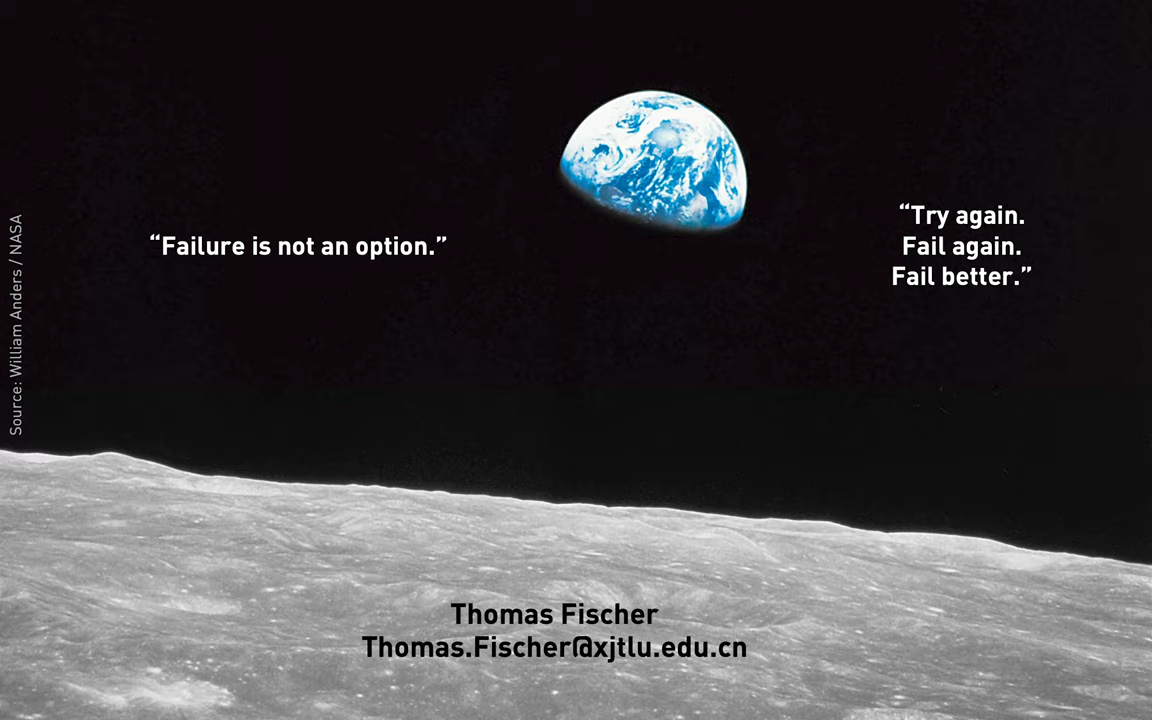 Source: William Anders / NASA
“Failure is not an option.”
“Try again.
Fail again.
Fail better.”
Thomas Fischer
Thomas.Fischer@xjtlu.edu.cn